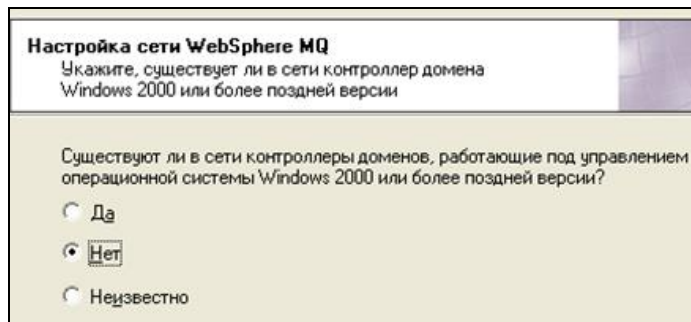 Настройка сети WebSphere MQ
Укажите, существует ли в сети контроллер домена
Windows 2000 или более поздней версии
Существуют ли в сети контроллеры доменов, работающие под управлением
операционной системы Windows 2000 или более поздней версии?
Да
Нет
Неизвестно